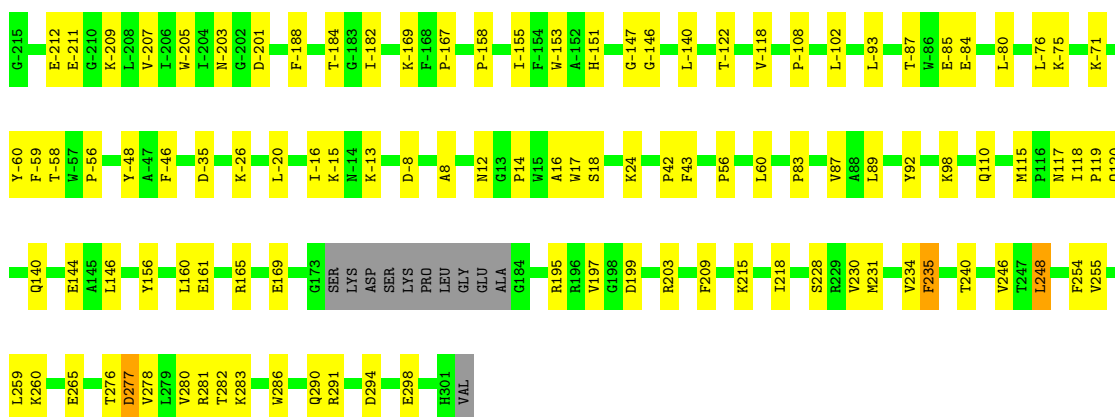 G-215 E-212 E-211 G-210 K-209 L-208 V-207 I-206 W-205 I-204 N-203 G-202 D-201 F-188 T-184 G-183 I-182 K-169 F-168 P-167 P-158 I-155 F-154 W-153 A-152 H-151 G-147 G-146 L-140 T-122 V-118 P-108 L-102 L-93 T-87 W-86 E-85 E-84 L-80 L-76 K-75 K-71
Y-60 F-59 T-58 W-57 P-56 Y-48 A-47 F-46 D-35 K-26 L-20 I-16 K-15 N-14 K-13 D-8 A8 N12 G13 P14 W15 A16 W17 S18 K24 P42 F43 P56 L60 P83 V87 A88 L89 Y92 K98 Q110 M115 P116 N117 I118 P119
Q140 E144 A145 L146 Y156 L160 E161 R165 E169 G173 SER LYS ASP SER LYS PRO LEU GLY GLU ALA G184 R195 R196 V197 G198 D199 R203 F209 K215 I218 S228 R229 V230 M231 V234 F235 T240 V246 T247 L248 F254 V255
L259 K260 E265 T276 D277 V278 L279 V280 R281 T282 K283 W286 Q290 R291 D294 E298 H301 VAL